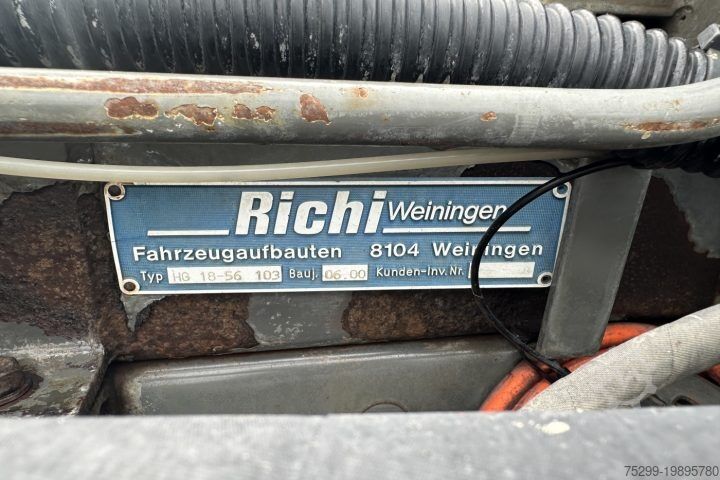 Richi Weiningen
Fahrzeugaufbauten 8104 Weiningen
Typ HG 18-56 103 Bauj. 06.00 Kunden-Inv. Nr.
75299-19895780